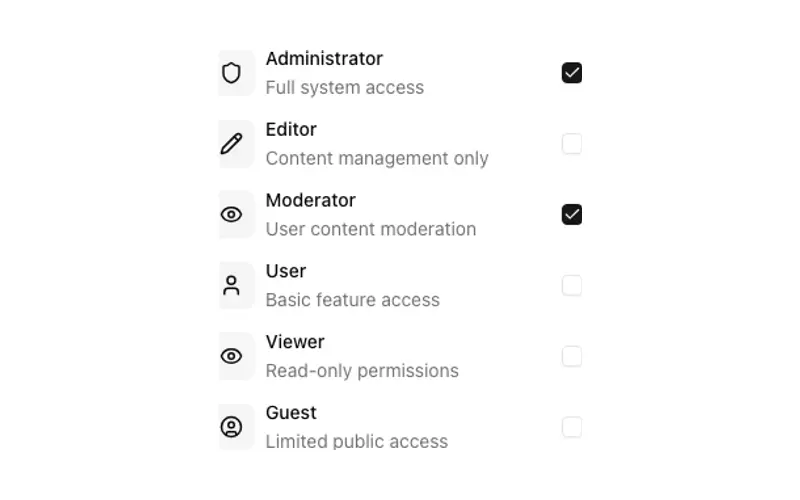 Administrator
Full system access
Editor
Content management only
Moderator
User content moderation
User
Basic feature access
Viewer
Read-only permissions
Guest
Limited public access